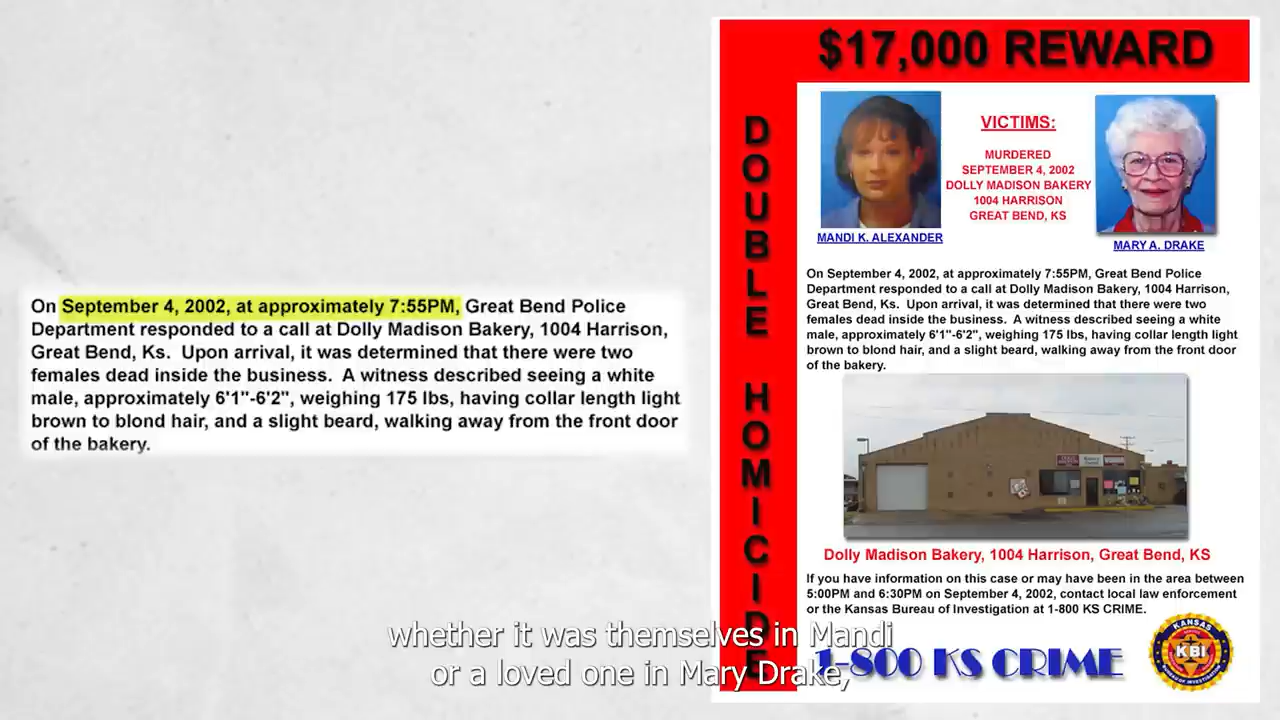 On September 4, 2002, at approximately 7:55PM, Great Bend Police
Department responded to a call at Dolly Madison Bakery, 1004 Harrison,
Great Bend, Ks. Upon arrival, it was determined that there were two
females dead inside the business. A witness described seeing a white
male, approximately 6'1"-6'2", weighing 175 lbs, having collar length light
brown to blond hair, and a slight beard, walking away from the front door
of the bakery.
$17,000 REWARD
DOUBLE HOMICIDE
VICTIMS:
MURDERED
SEPTEMBER 4, 2002
DOLLY MADISON BAKERY
1004 HARRISON
GREAT BEND, KS
MANDI K. ALEXANDER
MARY A. DRAKE
On September 4, 2002, at approximately 7:55PM, Great Bend Police
Department responded to a call at Dolly Madison Bakery, 1004 Harrison,
Great Bend, Ks. Upon arrival, it was determined that there were two
females dead inside the business. A witness described seeing a white
male, approximately 6'1"-6'2", weighing 175 lbs, having collar length light
brown to blond hair, and a slight beard, walking away from the front door
of the bakery.
Dolly Madison Bakery, 1004 Harrison, Great Bend, KS
If you have information on this case or may have been in the area between
5:00PM and 6:30PM on September 4, 2002, contact local law enforcement
or the Kansas Bureau of Investigation at 1-800 KS CRIME.
1-800 KS CRIME
KANSAS
KBI
whether it was themselves in Mandi
or a loved one in Mary Drake,